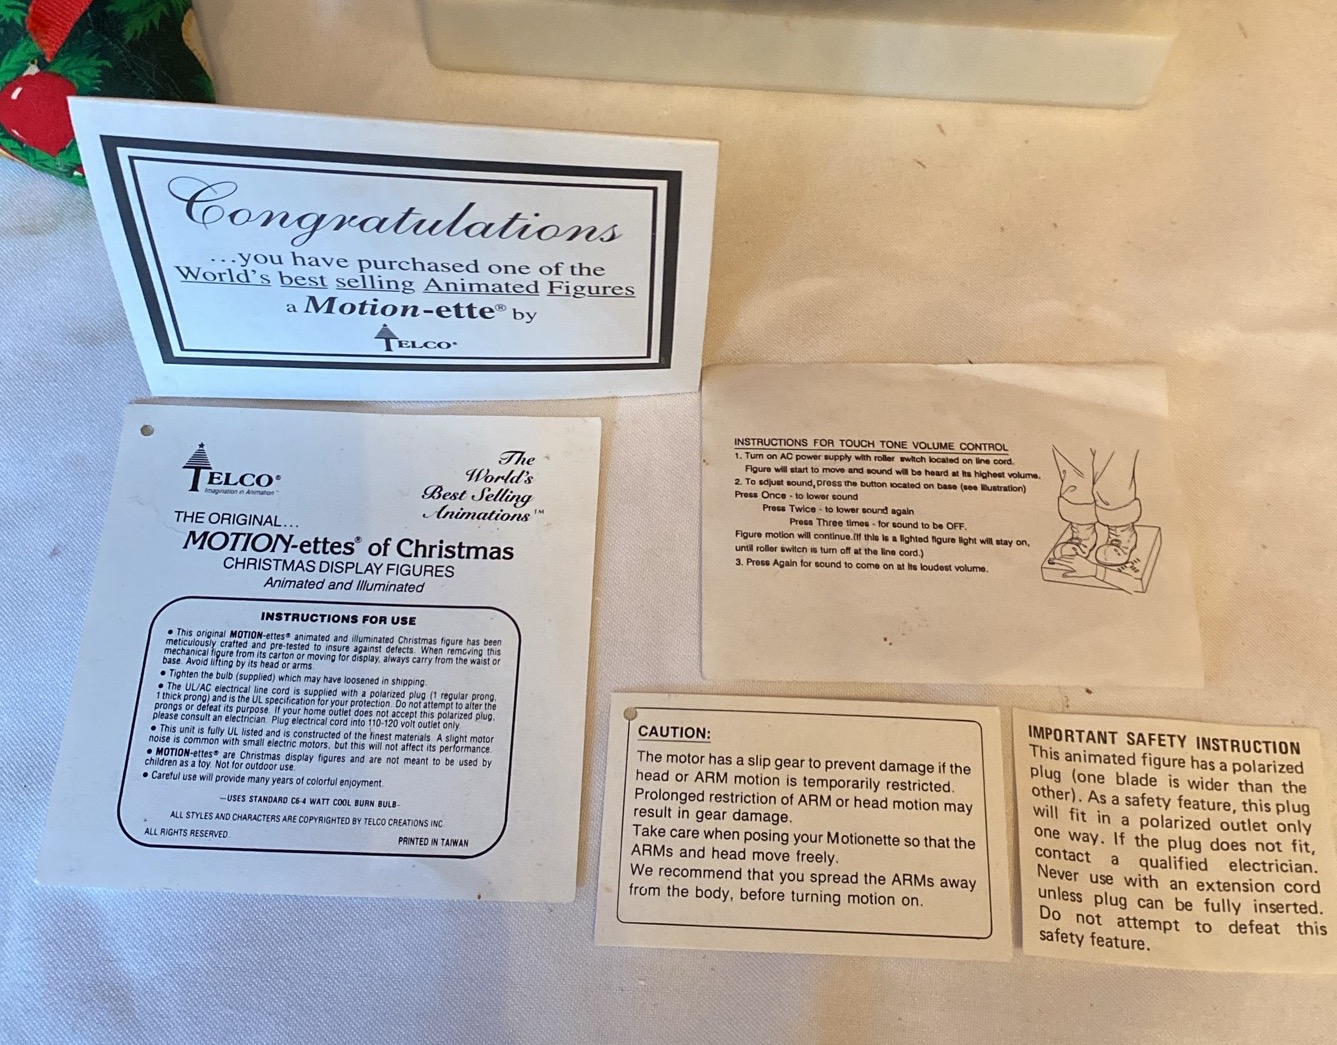 Congratulations
...you have purchased one of the
World's best selling Animated Figures
a Motion-ette® by
TELCO®
TELCO®
Imagination in Animation™
The
World's
Best Selling
Animations™
THE ORIGINAL...
MOTION-ettes® of Christmas
CHRISTMAS DISPLAY FIGURES
Animated and Illuminated
INSTRUCTIONS FOR USE
• This original MOTION-ettes® animated and illuminated Christmas figure has been
meticulously crafted and pre-tested to insure against defects. When removing this
mechanical figure from its carton or moving for display, always carry from the waist or
base. Avoid lifting by its head or arms.
• Tighten the bulb (supplied) which may have loosened in shipping.
• The UL/AC electrical line cord is supplied with a polarized plug (1 regular prong,
1 thick prong) and is the UL specification for your protection. Do not attempt to alter the
prongs or defeat its purpose. If your home outlet does not accept this polarized plug,
please consult an electrician. Plug electrical cord into 110-120 volt outlet only.
• This unit is fully UL listed and is constructed of the finest materials. A slight motor
noise is common with small electric motors, but this will not affect its performance.
• MOTION-ettes® are Christmas display figures and are not meant to be used by
children as a toy. Not for outdoor use.
• Careful use will provide many years of colorful enjoyment.
—USES STANDARD C6-4 WATT COOL BURN BULB-
ALL STYLES AND CHARACTERS ARE COPYRIGHTED BY TELCO CREATIONS INC.
ALL RIGHTS RESERVED
PRINTED IN TAIWAN
INSTRUCTIONS FOR TOUCH TONE VOLUME CONTROL
1. Turn on AC power supply with roller switch located on line cord.
Figure will start to move and sound will be heard at its highest volume.
2. To sdjust sound, press the button located on base (see illustration)
Press Once - to lower sound
Press Twice - to lower sound again
Press Three times - for sound to be OFF.
Figure motion will continue.(If this is a lighted figure light will stay on,
until roller switch is turn off at the line cord.)
3. Press Again for sound to come on at its loudest volume.
CAUTION:
The motor has a slip gear to prevent damage if the
head or ARM motion is temporarily restricted.
Prolonged restriction of ARM or head motion may
result in gear damage.
Take care when posing your Motionette so that the
ARMs and head move freely.
We recommend that you spread the ARMs away
from the body, before turning motion on.
IMPORTANT SAFETY INSTRUCTION
This animated figure has a polarized
plug (one blade is wider than the
other). As a safety feature, this plug
will fit in a polarized outlet only
one way. If the plug does not fit,
contact a qualified electrician.
Never use with an extension cord
unless plug can be fully inserted.
Do not attempt to defeat this
safety feature.